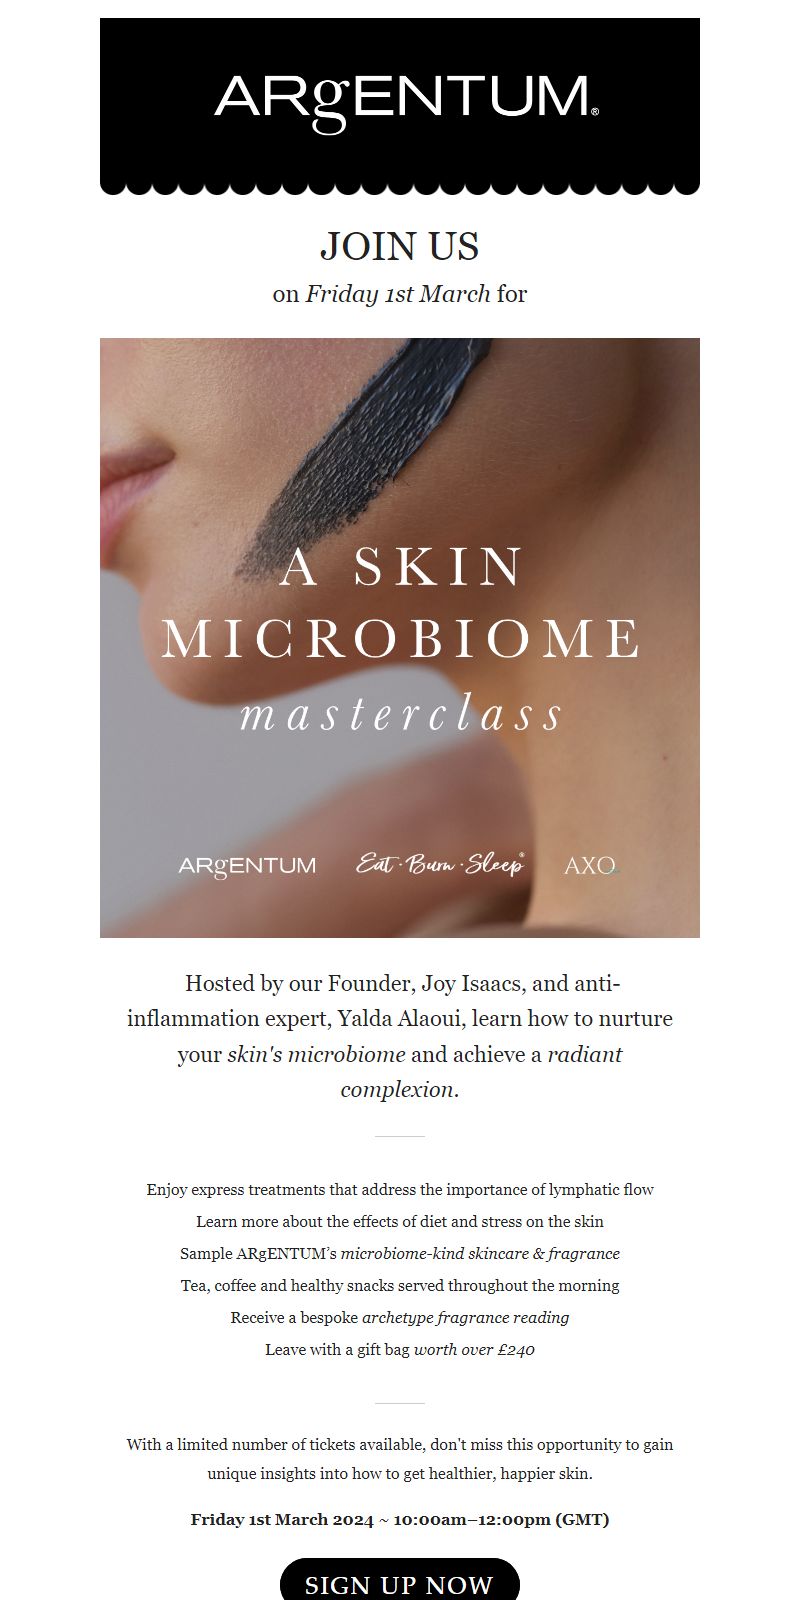 ARgENTUM®
JOIN US
on Friday 1st March for
A SKIN
MICROBIOME
masterclass
ARgENTUM Eat·Burn·Sleep® AXO
Hosted by our Founder, Joy Isaacs, and anti-
inflammation expert, Yalda Alaoui, learn how to nurture
your skin's microbiome and achieve a radiant
complexion.
Enjoy express treatments that address the importance of lymphatic flow
Learn more about the effects of diet and stress on the skin
Sample ARgENTUM’s microbiome-kind skincare & fragrance
Tea, coffee and healthy snacks served throughout the morning
Receive a bespoke archetype fragrance reading
Leave with a gift bag worth over £240
With a limited number of tickets available, don't miss this opportunity to gain
unique insights into how to get healthier, happier skin.
Friday 1st March 2024 ~ 10:00am–12:00pm (GMT)
SIGN UP NOW